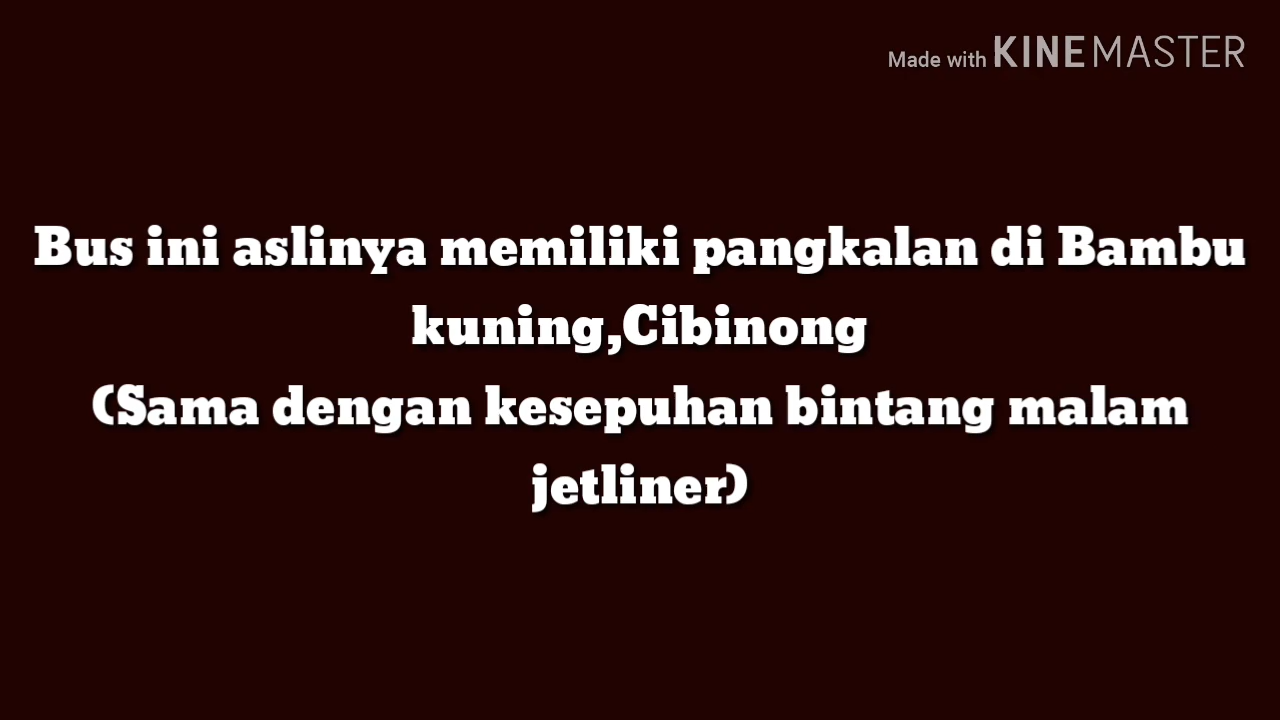 Made with KINEMASTER
Bus ini aslinya memiliki pangkalan di Bambu
kuning,Cibinong
(Sama dengan kesepuhan bintang malam
jetliner)